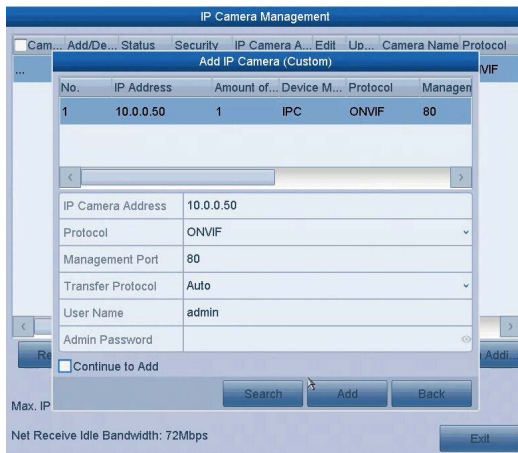 IP Camera Management
Cam... Add/De... Status Security IP Camera A... Edit Up... Camera Name Protocol
... VIF
Add IP Camera (Custom)
No. IP Address Amount of... Device M... Protocol Managen
1 10.0.0.50 1 IPC ONVIF 80
IP Camera Address 10.0.0.50
Protocol ONVIF
Management Port 80
Transfer Protocol Auto
User Name admin
Admin Password
Continue to Add
Re Addi...
Search Add Back
Max. IP
Net Receive Idle Bandwidth: 72Mbps
Exit